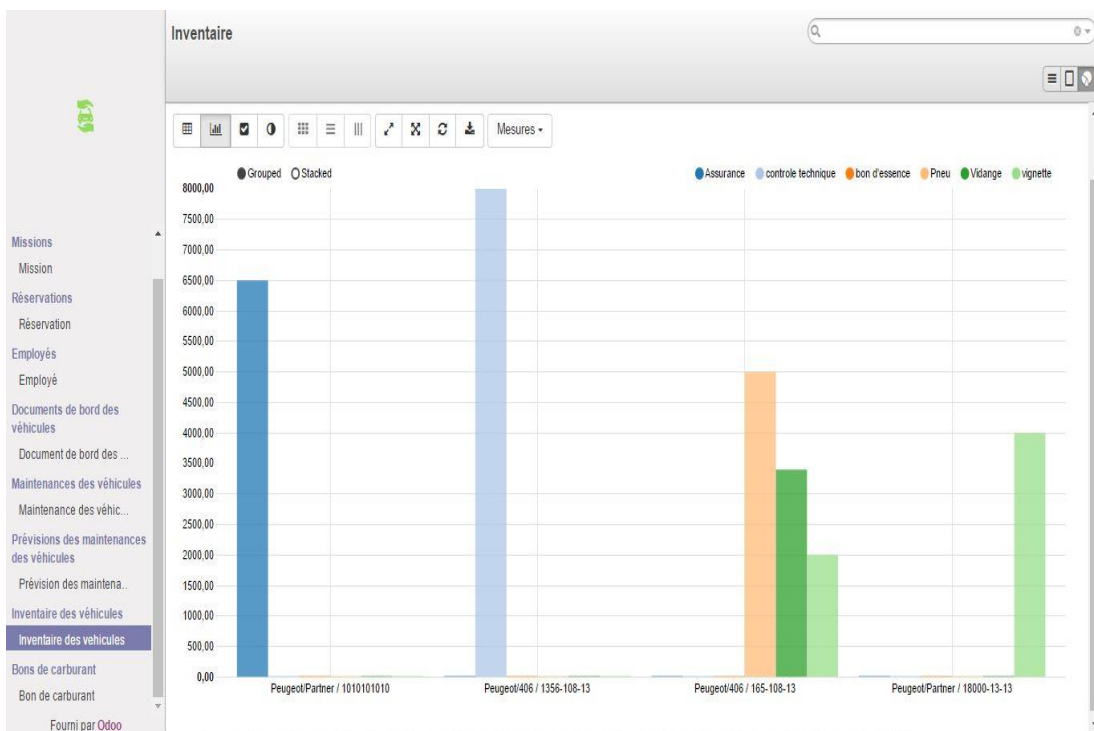 Inventaire
Mesures
Grouped
Stacked
Assurance
controle technique
bon d'essence
Pneu
Vidange
vignette
8000,00
7500,00
7000,00
6500,00
6000,00
5500,00
5000,00
4500,00
4000,00
3500,00
3000,00
2500,00
2000,00
1500,00
1000,00
500,00
0,00
Peugeot/Partner / 1010101010
Peugeot/406 / 1356-108-13
Peugeot/406 / 165-108-13
Peugeot/Partner / 18000-13-13
Missions
Mission
Réservations
Réservation
Employés
Employé
Documents de bord des
véhicules
Document de bord des ...
Maintenances des véhicules
Maintenance des véhic...
Prévisions des maintenances
des véhicules
Prévision des maintena..
Inventaire des véhicules
Inventaire des vehicules
Bons de carburant
Bon de carburant
Fourni par Odoo